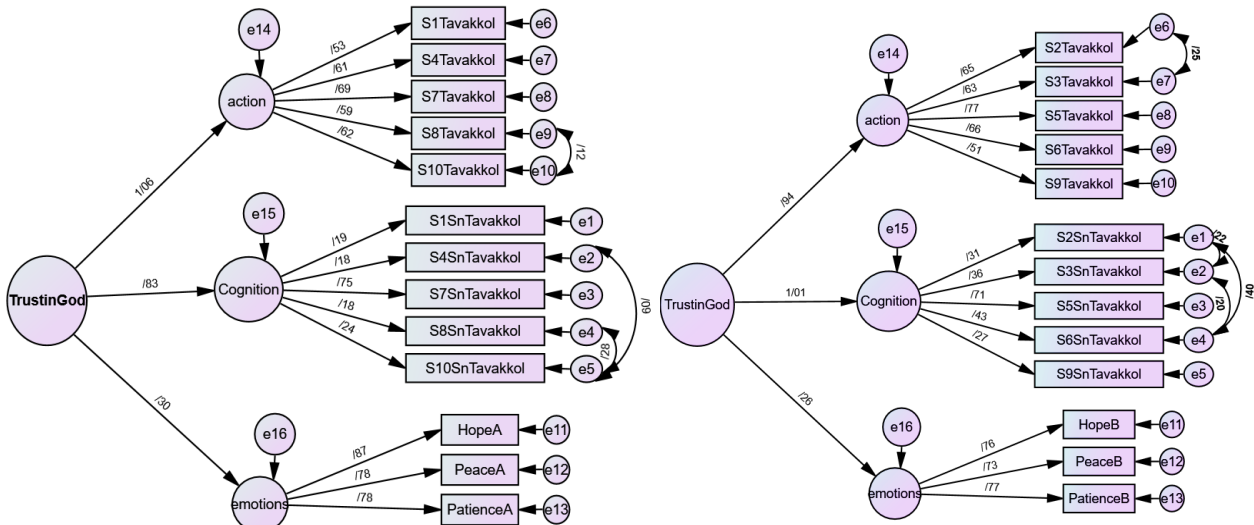 e14
S1Tavakkol
e6
S4Tavakkol
e7
S7Tavakkol
e8
S8Tavakkol
e9
S10Tavakkol
e10
action
/53
/61
/69
/59
/62
/12
1/06
e15
S1SnTavakkol
e1
S4SnTavakkol
e2
S7SnTavakkol
e3
S8SnTavakkol
e4
S10SnTavakkol
e5
Cognition
/19
/18
/75
/18
/24
/28
/09
TrustinGod
/83
/30
e16
HopeA
e11
PeaceA
e12
PatienceA
e13
emotions
/87
/78
/78
e14
S2Tavakkol
e6
S3Tavakkol
e7
S5Tavakkol
e8
S6Tavakkol
e9
S9Tavakkol
e10
action
/65
/63
/77
/66
/51
/25
/94
e15
S2SnTavakkol
e1
S3SnTavakkol
e2
S5SnTavakkol
e3
S6SnTavakkol
e4
S9SnTavakkol
e5
Cognition
/31
/36
/71
/43
/27
/22
/20
/40
TrustinGod
1/01
/26
e16
HopeB
e11
PeaceB
e12
PatienceB
e13
emotions
/76
/73
/77